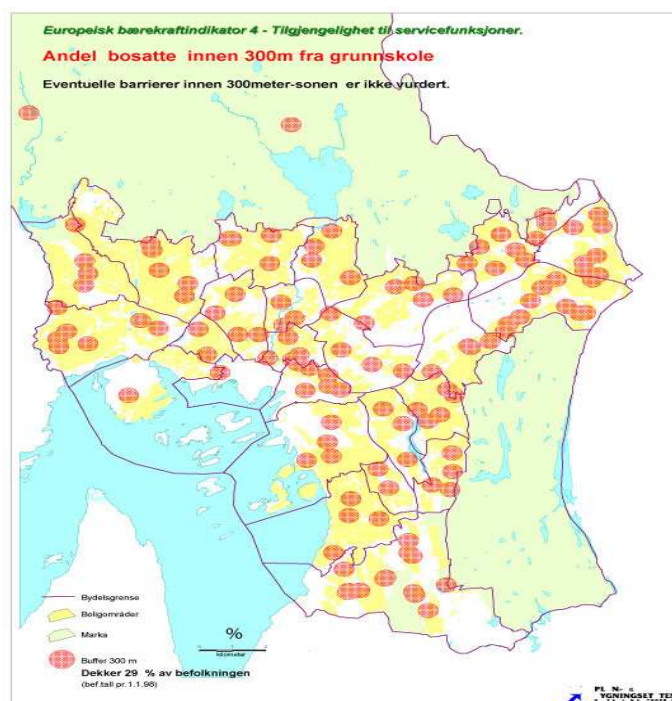 Europeisk bærekraftindikator 4 - Tilgjengelighet til servicefunksjoner.
Andel bosatte innen 300m fra grunnskole
Eventuelle barrierer innen 300meter-sonen er ikke vurdert.
Bydelsgrense
Boligområder
Marka
%
kilometer
Buffer 300 m
Dekker 29 % av befolkningen
(bef.tall pr.1.1.98)